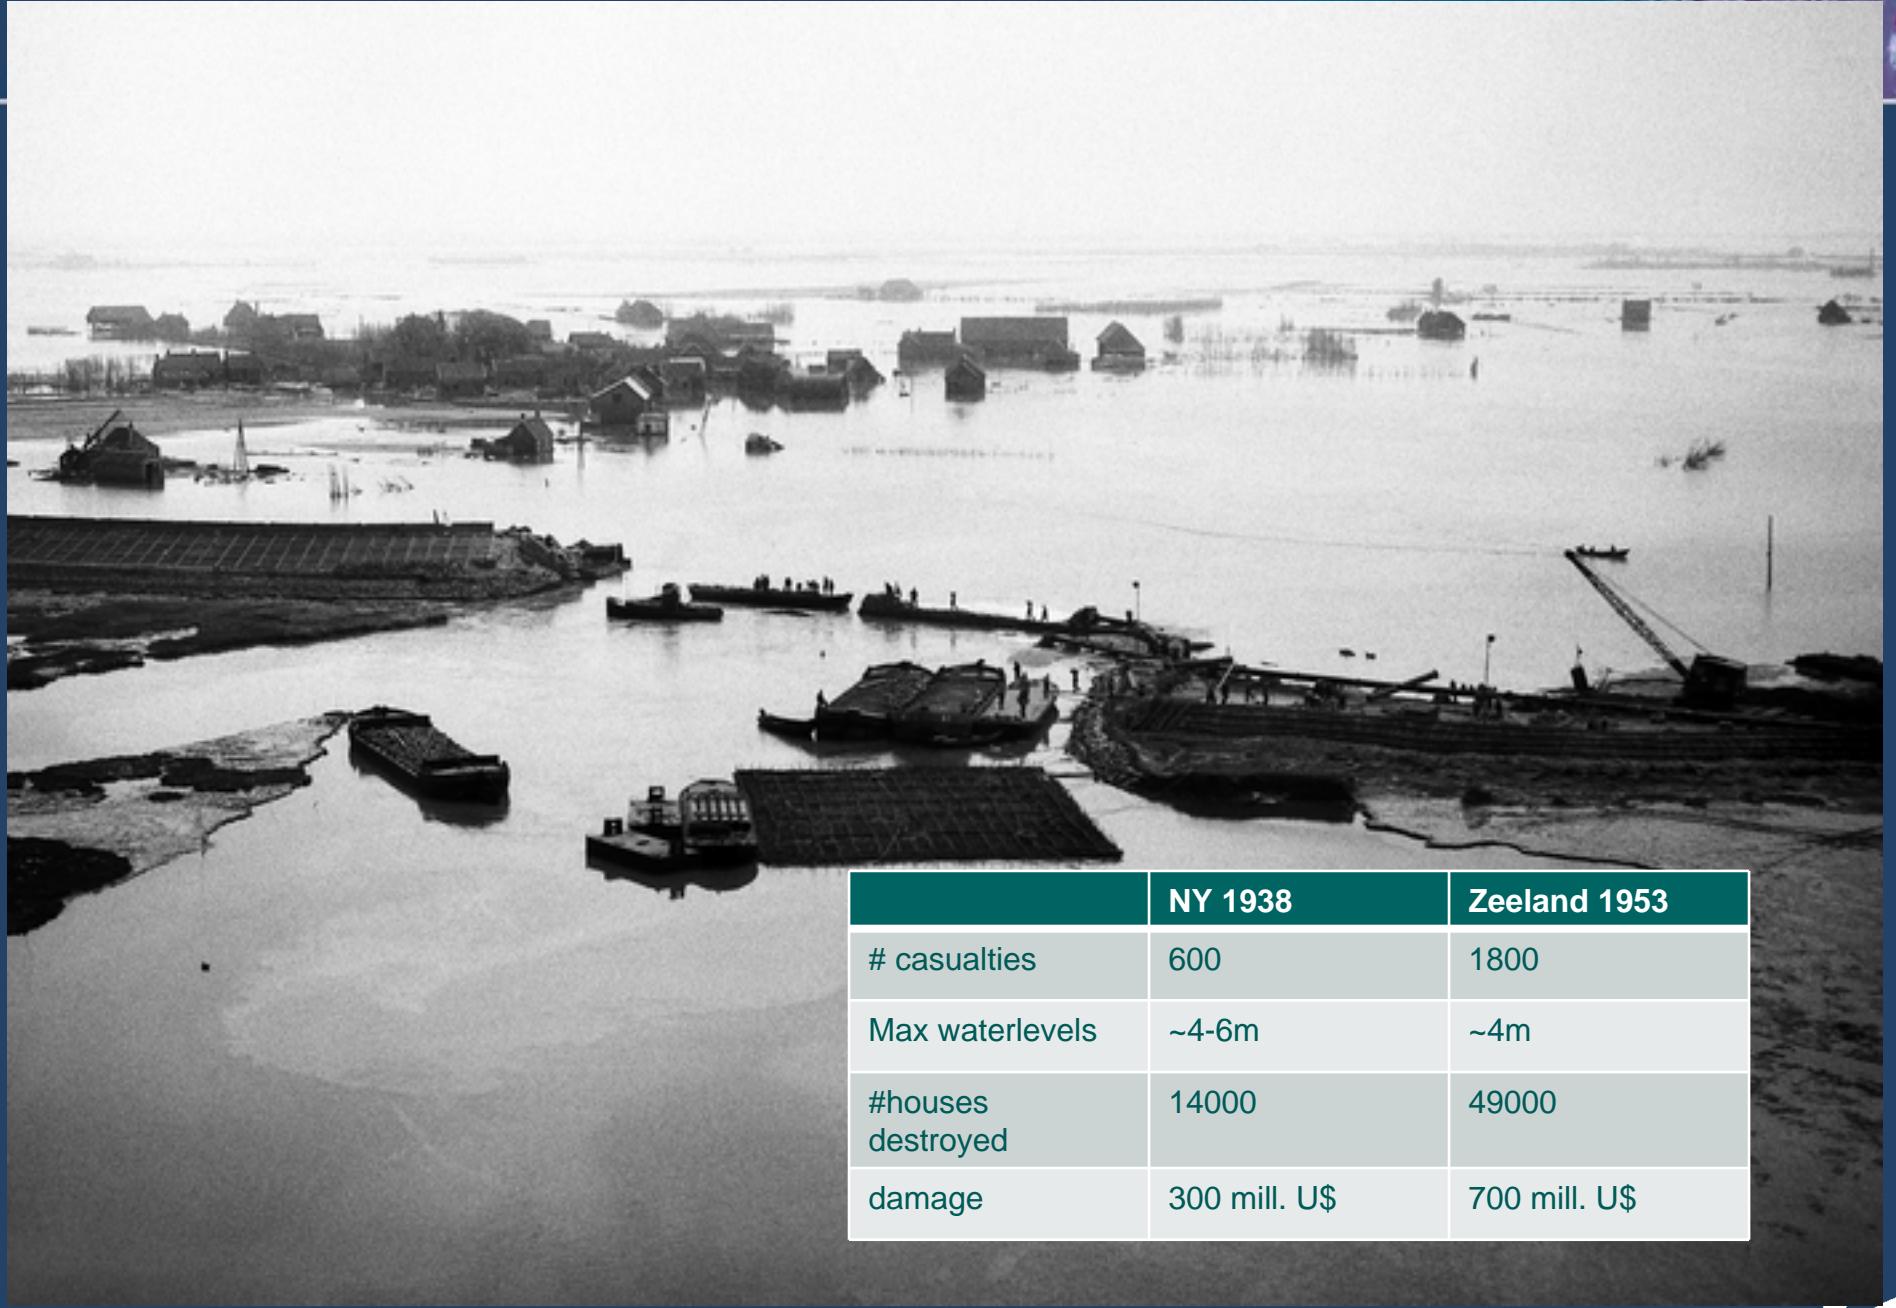 NY 1938 Zeeland 1953
# casualties 600 1800
Max waterlevels ~4-6m ~4m
#houses 14000 49000
destroyed
damage 300 mill. U$ 700 mill. U$